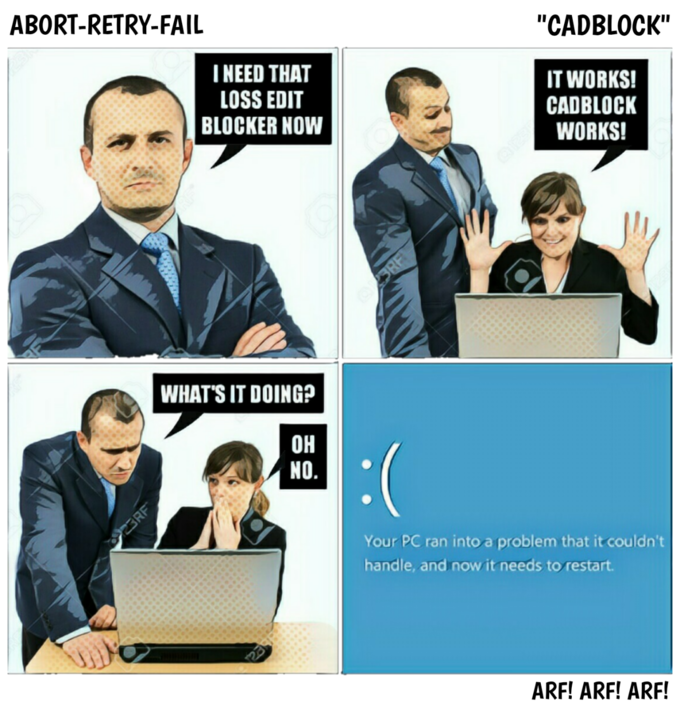 ABORT-RETRY-FAIL
"CADBLOCK"
I NEED THAT
LOSS EDIT
BLOCKER NOW
IT WORKS!
CADBLOCK
WORKS!
WHAT'S IT DOING?
OH
NO.
:(
Your PC ran into a problem that it couldn't
handle, and now it needs to restart.
ARF! ARF! ARF!